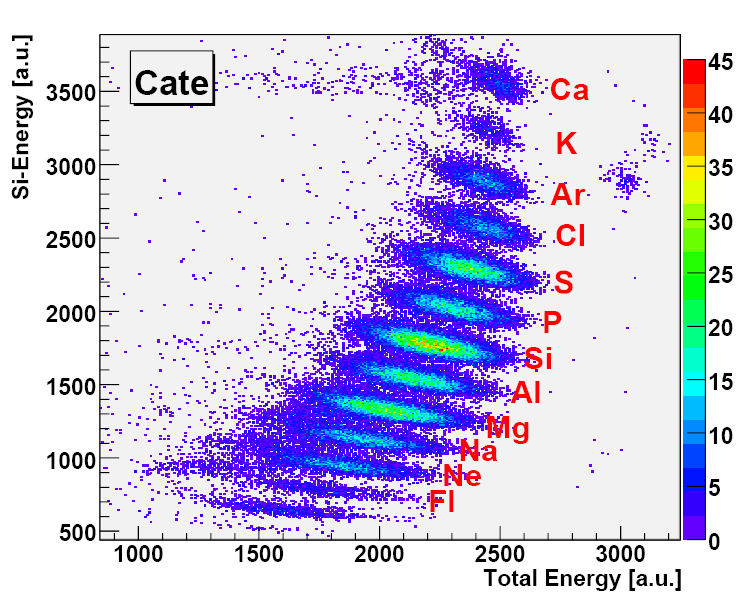 Si-Energy [a.u.]
Cate
3500
3000
2500
2000
1500
1000
500
1000
1500
2000
2500
3000
Total Energy [a.u.]
Ca
K
Ar
Cl
S
P
Si
Al
Mg
Na
Ne
Fl
45
40
35
30
25
20
15
10
5
0